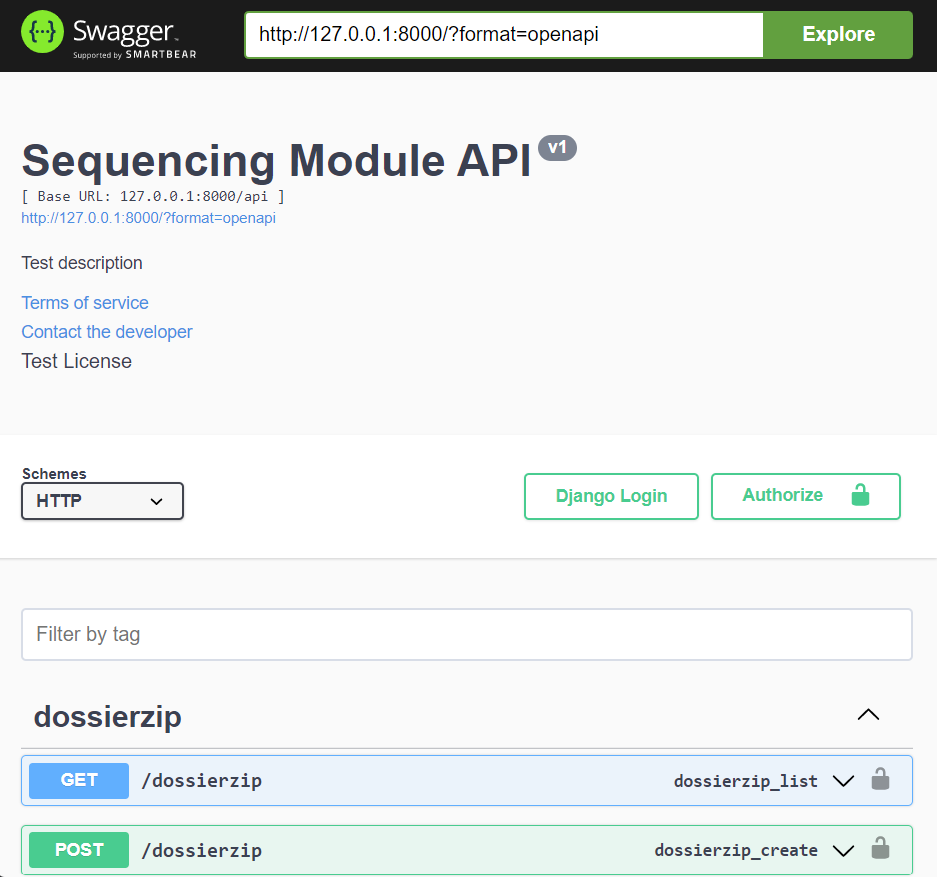 Swagger
Supported by SMARTBEAR
http://127.0.0.1:8000/?format=openapi
Explore
Sequencing Module API v1
[ Base URL: 127.0.0.1:8000/api ]
http://127.0.0.1:8000/?format=openapi
Test description
Terms of service
Contact the developer
Test License
Schemes
HTTP
Django Login
Authorize
Filter by tag
dossierzip
GET /dossierzip dossierzip_list
POST /dossierzip dossierzip_create